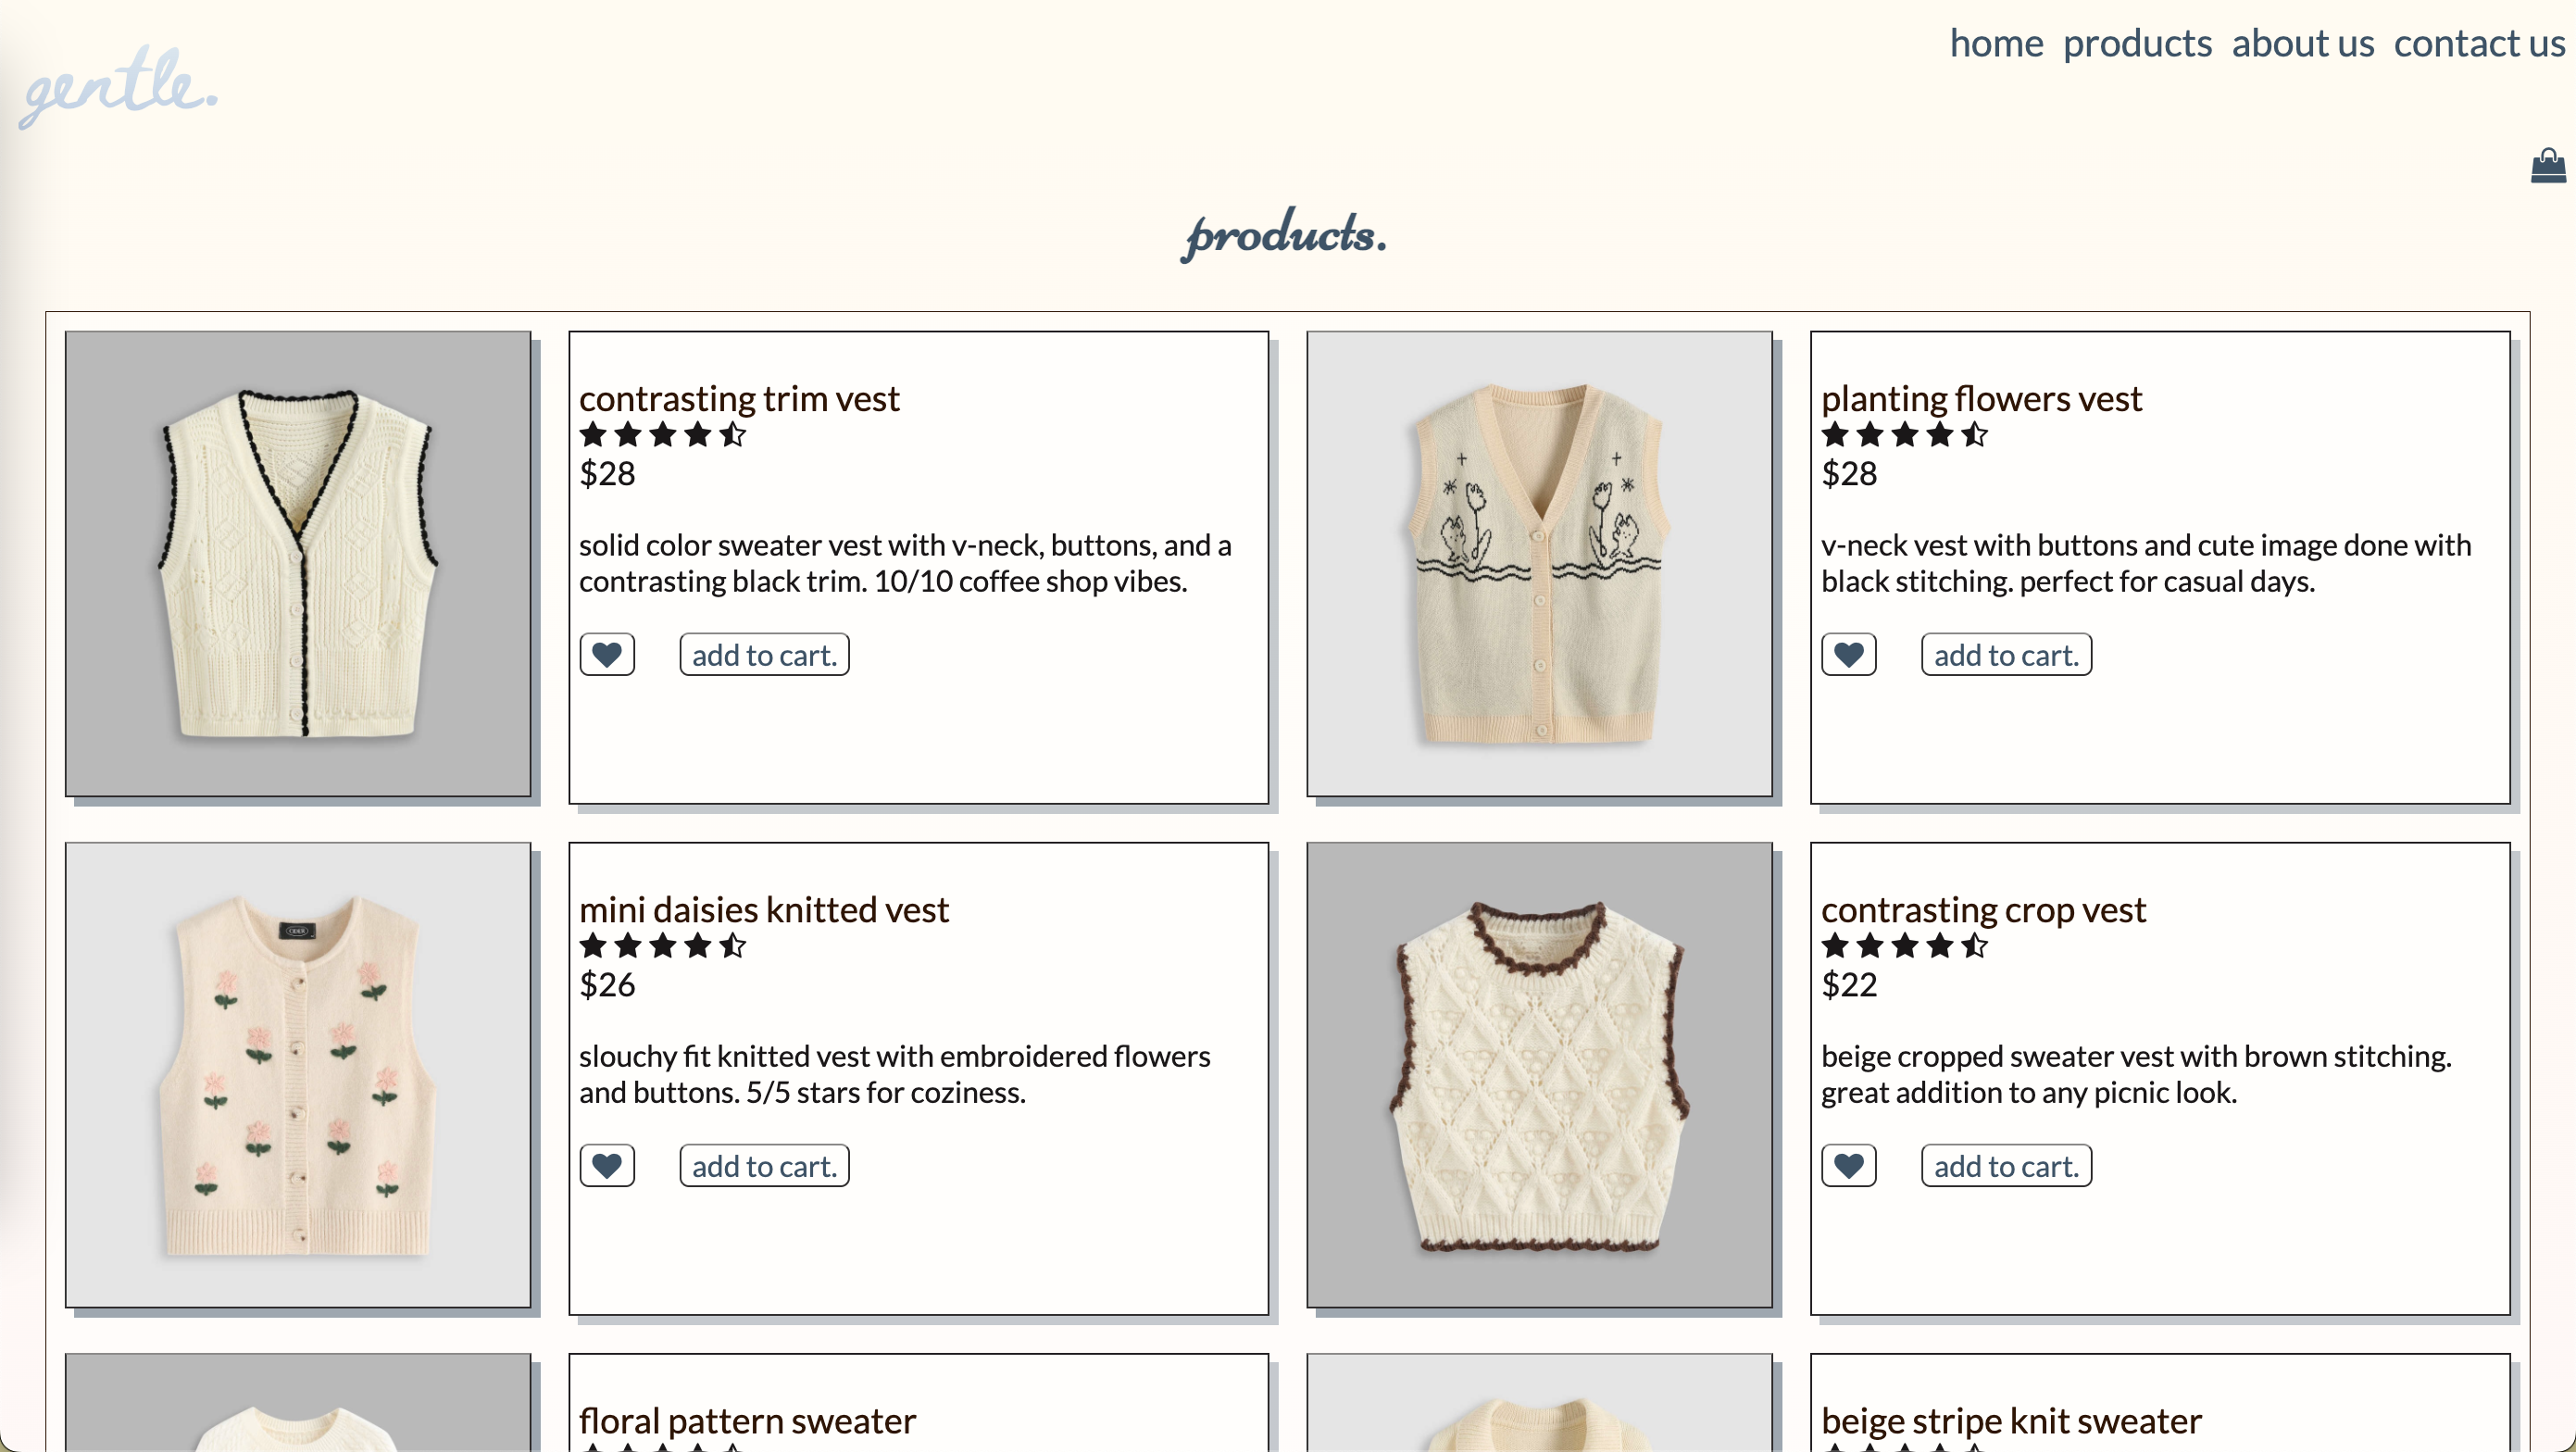 gentle.
home products about us contact us
products.
contrasting trim vest
$28
solid color sweater vest with v-neck, buttons, and a
contrasting black trim. 10/10 coffee shop vibes.
add to cart.
planting flowers vest
$28
v-neck vest with buttons and cute image done with
black stitching. perfect for casual days.
add to cart.
mini daisies knitted vest
$26
slouchy fit knitted vest with embroidered flowers
and buttons. 5/5 stars for coziness.
add to cart.
contrasting crop vest
$22
beige cropped sweater vest with brown stitching.
great addition to any picnic look.
add to cart.
floral pattern sweater
beige stripe knit sweater